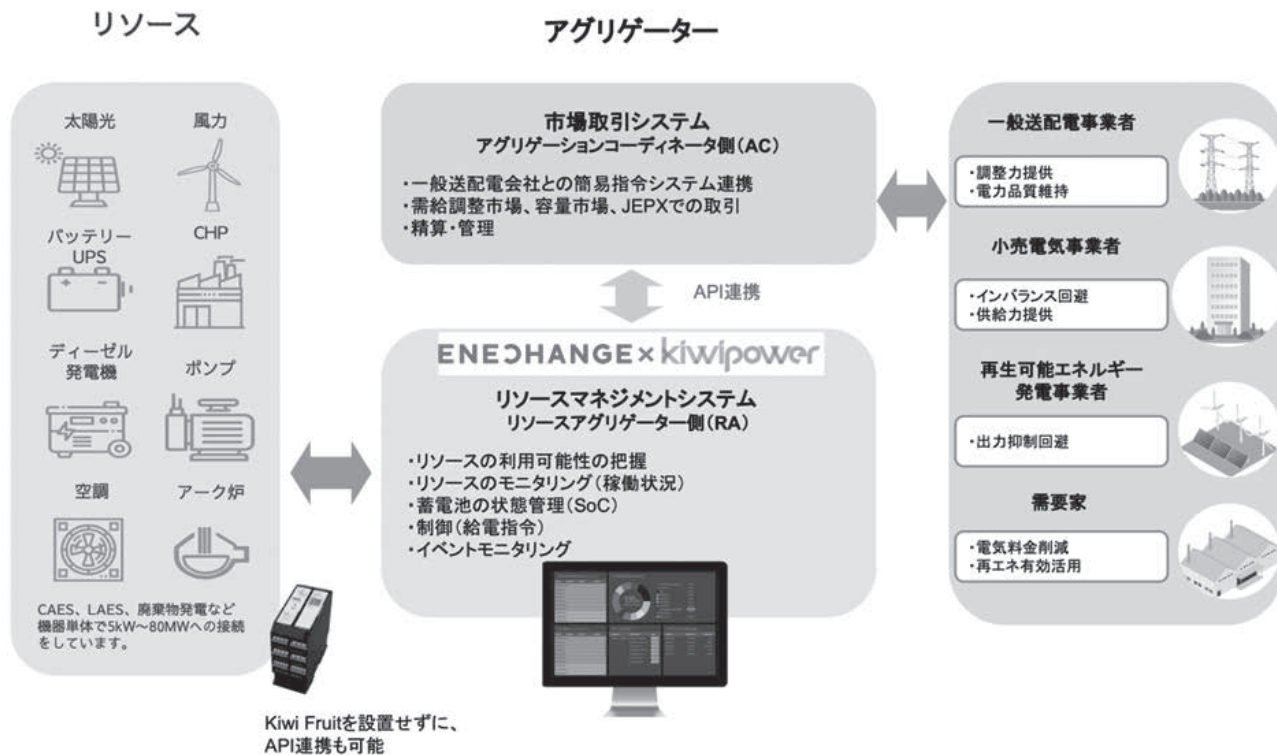 リソース
アグリゲーター
太陽光
風力
バッテリー
UPS
CHP
ディーゼル
発電機
ポンプ
空調
アーク炉
CAES、LAES、廃棄物発電など
機器単体で5kW～80MWへの接続
をしています。
Kiwi Fruitを設置せずに、
API連携も可能
市場取引システム
アグリゲーションコーディネータ側(AC)
・一般送配電会社との簡易指令システム連携
・需給調整市場、容量市場、JEPXでの取引
・精算・管理
API連携
ENECHANGE×kiwipower
リソースマネジメントシステム
リソースアグリゲーター側(RA)
・リソースの利用可能性の把握
・リソースのモニタリング(稼働状況)
・蓄電池の状態管理(SoC)
・制御(給電指令)
・イベントモニタリング
一般送配電事業者
・調整力提供
・電力品質維持
小売電気事業者
・インバランス回避
・供給力提供
再生可能エネルギー
発電事業者
・出力抑制回避
需要家
・電気料金削減
・再エネ有効活用